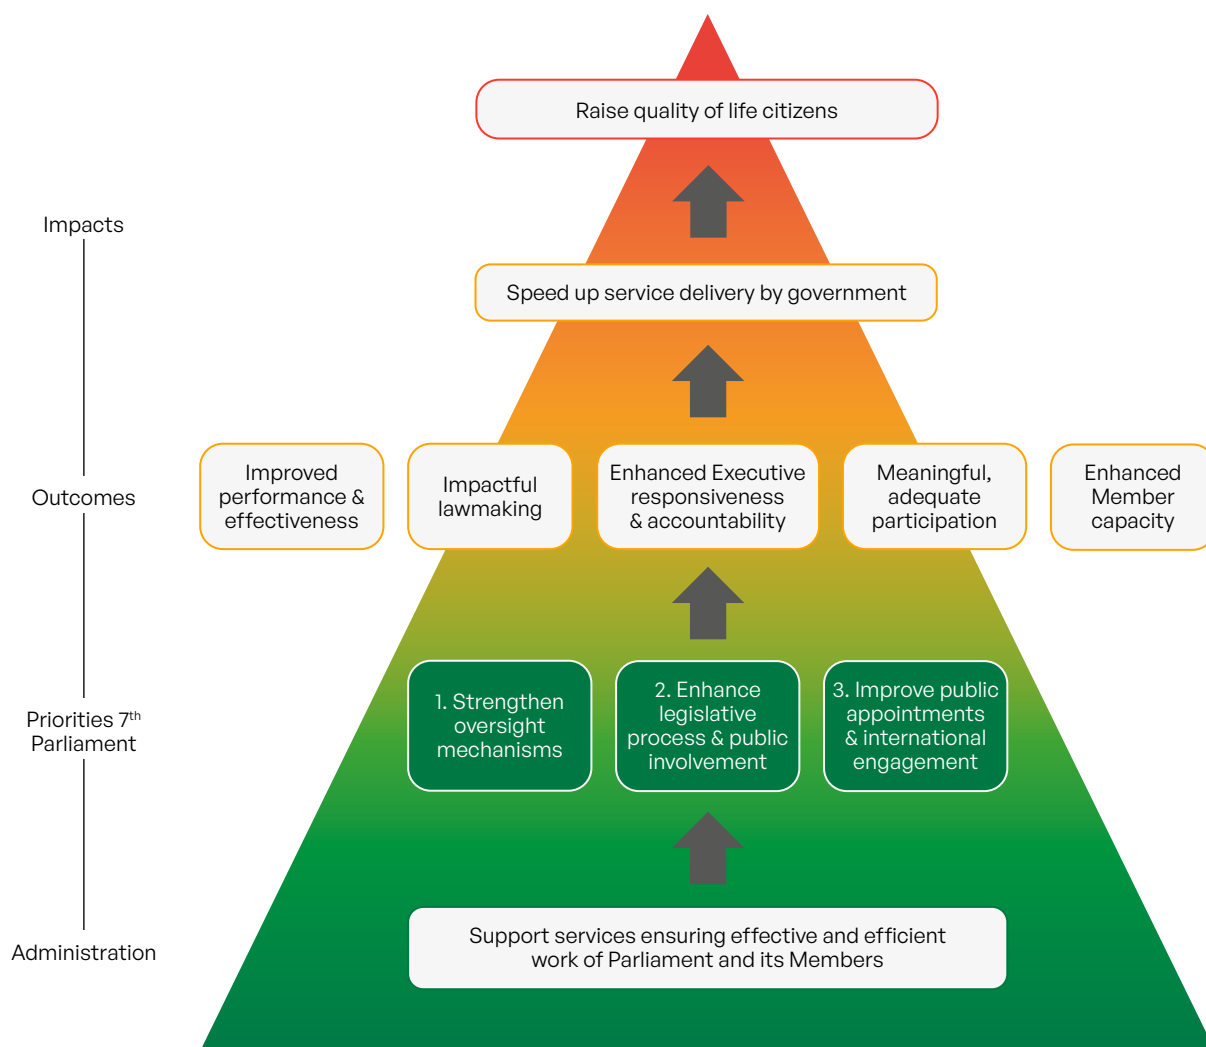 Raise quality of life citizens
Impacts
Speed up service delivery by government
Outcomes
Improved
performance &
effectiveness
Impactful
lawmaking
Enhanced Executive
responsiveness
& accountability
Meaningful,
adequate
participation
Enhanced
Member
capacity
Priorities 7th
Parliament
1. Strengthen
oversight
mechanisms
2. Enhance
legislative
process & public
involvement
3. Improve public
appointments
& international
engagement
Administration
Support services ensuring effective and efficient
work of Parliament and its Members